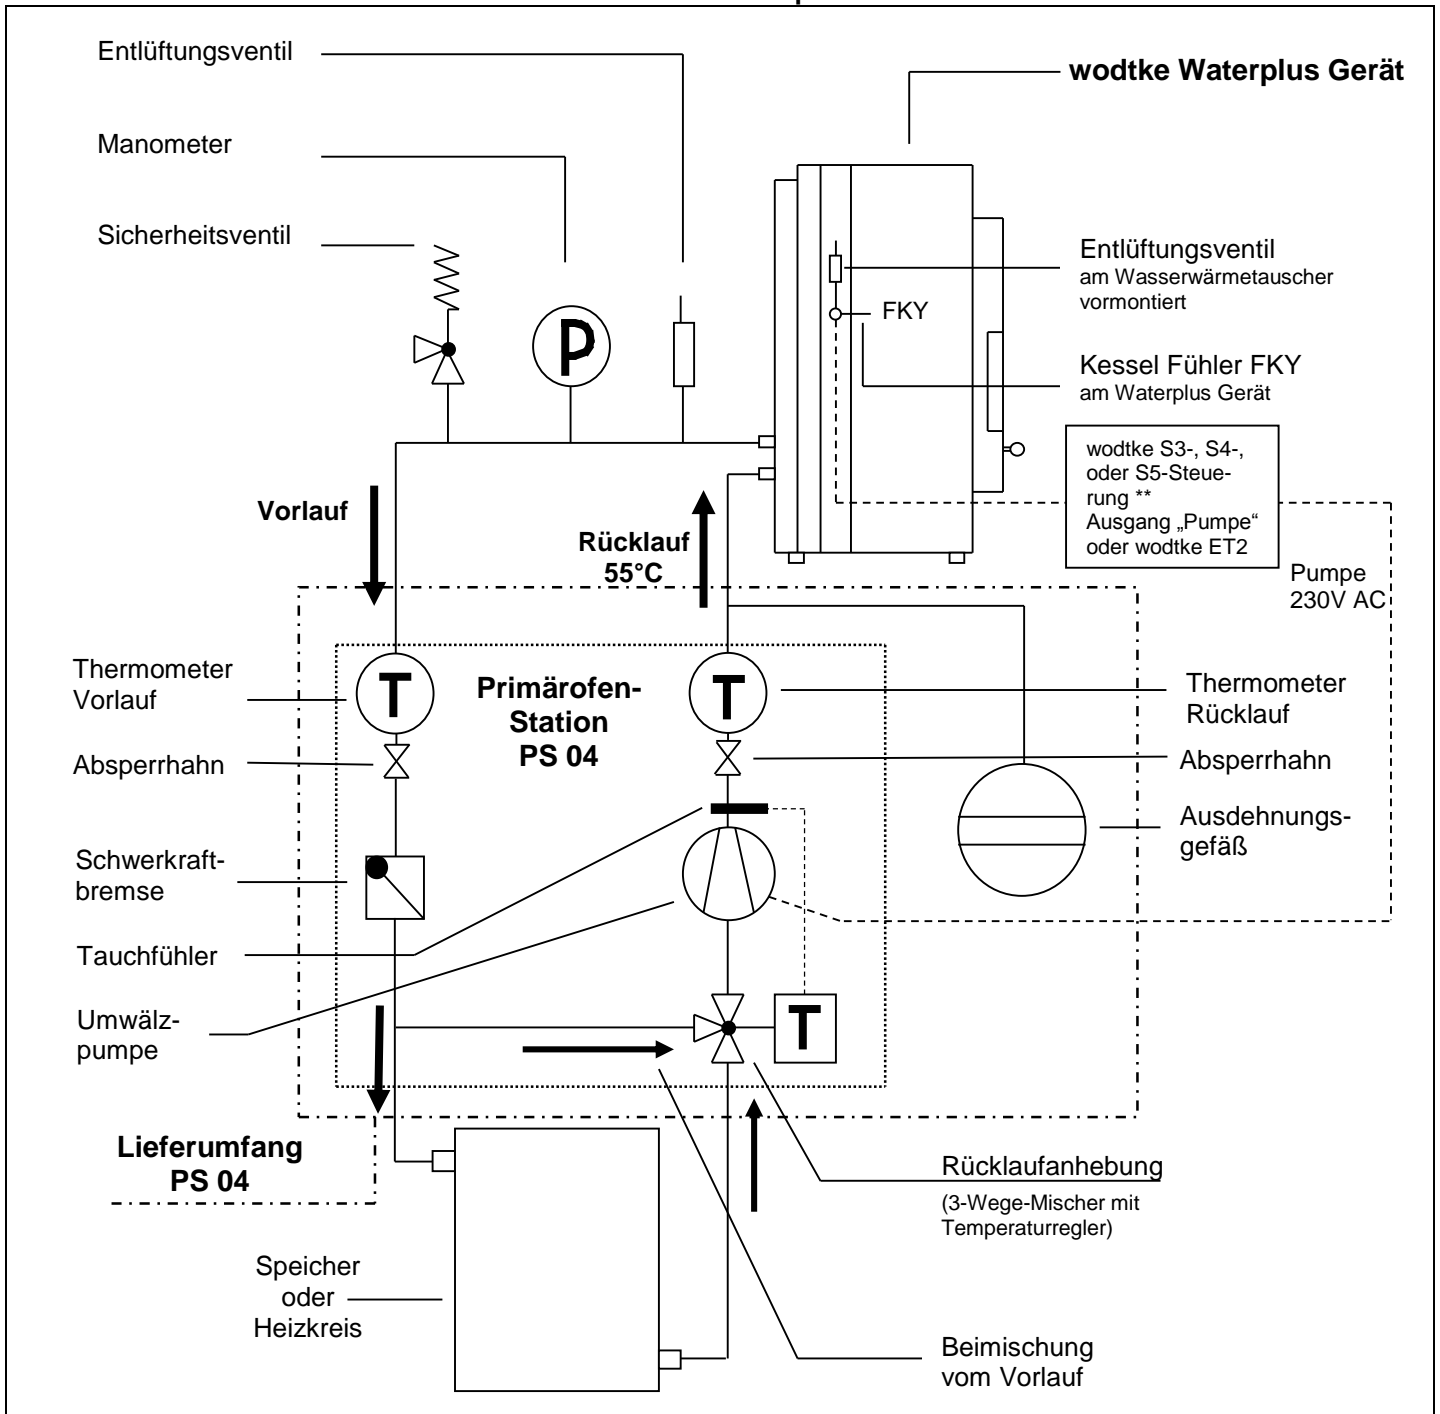 Entlüftungsventil
wodtke Waterplus Gerät
Manometer
Sicherheitsventil
P
Entlüftungsventil
am Wasserwärmetauscher
vormontiert
FKY
Kessel Fühler FKY
am Waterplus Gerät
wodtke S3-, S4-,
oder S5-Steue-
rung **
Ausgang „Pumpe“
oder wodtke ET2
Vorlauf
Rücklauf
55°C
Pumpe
230V AC
Thermometer
Vorlauf
T
Primärofen-
Station
PS 04
T
Thermometer
Rücklauf
Absperrhahn
Absperrhahn
Ausdehnungs-
gefäß
Schwerkraft-
bremse
Tauchfühler
Umwälz-
pumpe
T
Lieferumfang
PS 04
Rücklaufanhebung
(3-Wege-Mischer mit
Temperaturregler)
Speicher
oder
Heizkreis
Beimischung
vom Vorlauf